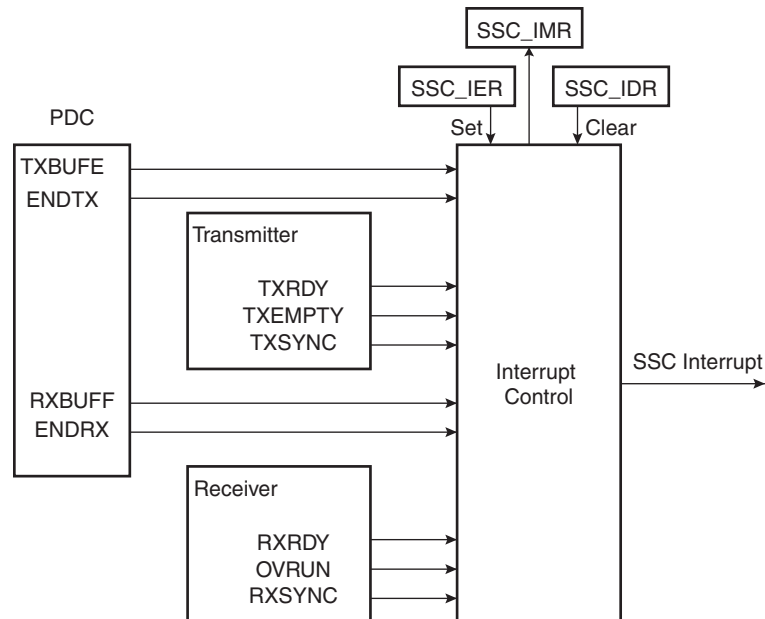 SSC_IMR
SSC_IER
SSC_IDR
PDC
Set
Clear
TXBUFE
ENDTX
Transmitter
TXRDY
TXEMPTY
TXSYNC
RXBUFF
ENDRX
Interrupt
Control
SSC Interrupt
Receiver
RXRDY
OVRUN
RXSYNC